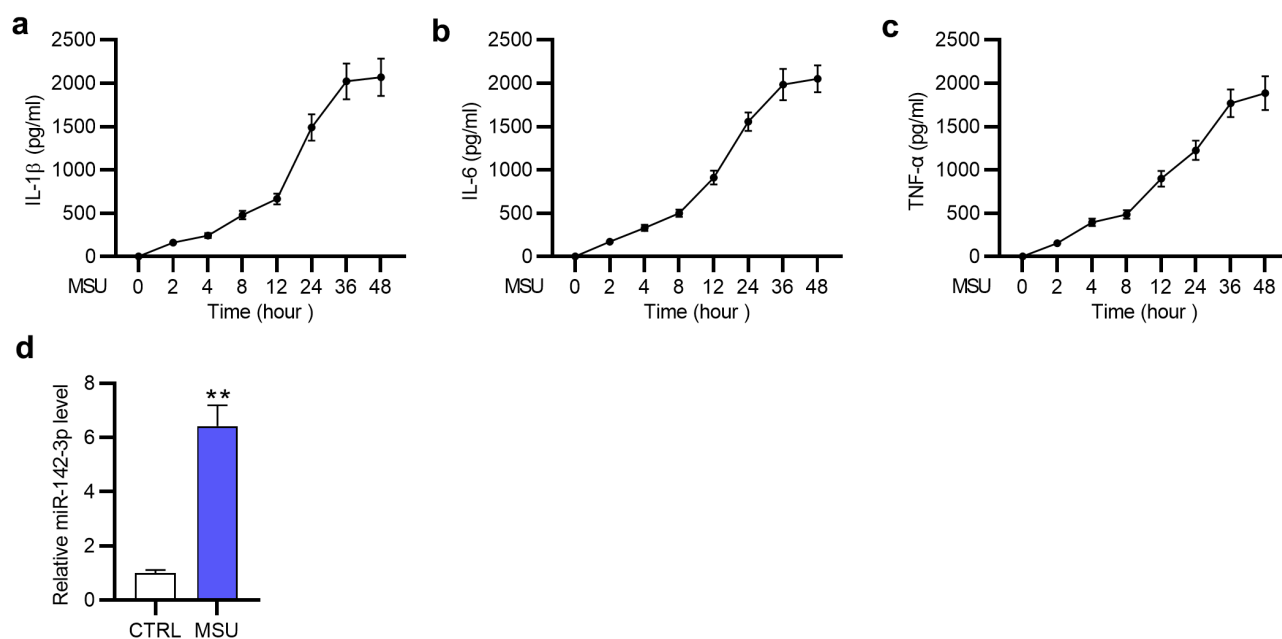 a
2500
2000
1500
1000
500
0
IL-1β (pg/ml)
MSU 0 2 4 8 12 24 36 48
Time (hour )
b
2500
2000
1500
1000
500
0
IL-6 (pg/ml)
MSU 0 2 4 8 12 24 36 48
Time (hour )
c
2500
2000
1500
1000
500
0
TNF-α (pg/ml)
MSU 0 2 4 8 12 24 36 48
Time (hour )
d
8
6
4
2
0
Relative miR-142-3p level
**
CTRL MSU